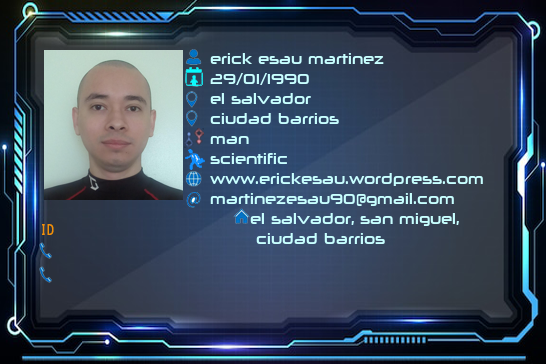 erick esau martinez
29/01/1990
el salvador
ciudad barrios
man
scientific
www.erickesau.wordpress.com
martinezesau90@gmail.com
el salvador, san miguel,
ciudad barrios
ID